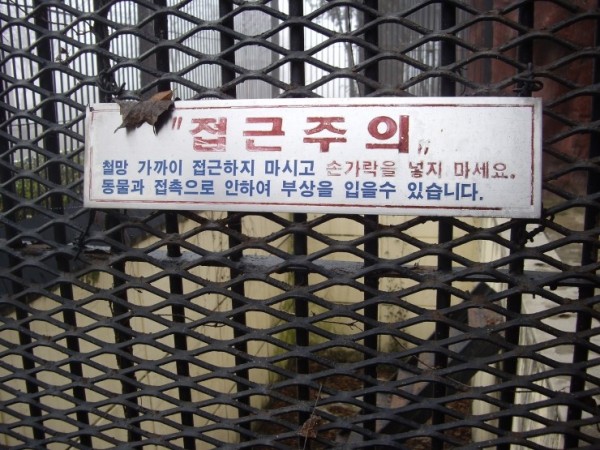 "접근주의"
철망 가까이 접근하지 마시고 손가락을 넣지 마세요.
동물과 접촉으로 인하여 부상을 입을수 있습니다.